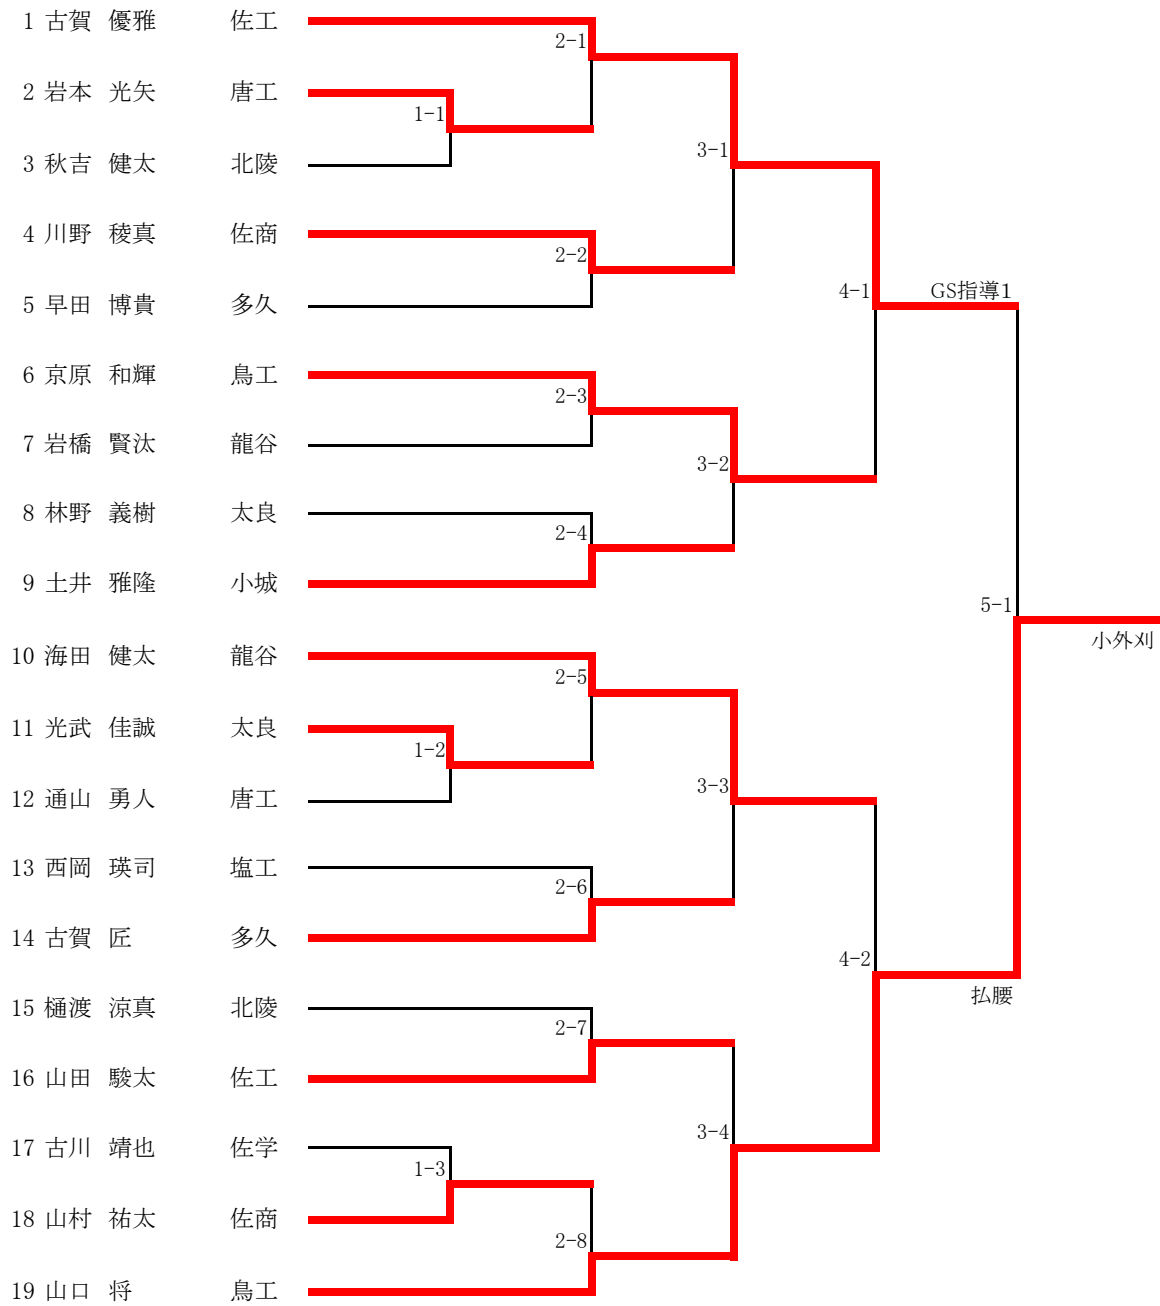 1 古賀 優雅 佐工
2-1
2 岩本 光矢 唐工
1-1
3 秋吉 健太 北陵
3-1
4 川野 稜真 佐商
2-2
5 早田 博貴 多久
4-1 GS指導1
6 京原 和輝 鳥工
2-3
7 岩橋 賢汰 龍谷
3-2
8 林野 義樹 太良
2-4
9 土井 雅隆 小城
5-1
小外刈
10 海田 健太 龍谷
2-5
11 光武 佳誠 太良
1-2
3-3
12 通山 勇人 唐工
13 西岡 瑛司 塩工
2-6
14 古賀 匠 多久
4-2
払腰
15 樋渡 涼真 北陵
2-7
16 山田 駿太 佐工
3-4
17 古川 靖也 佐学
1-3
18 山村 祐太 佐商
2-8
19 山口 将 鳥工